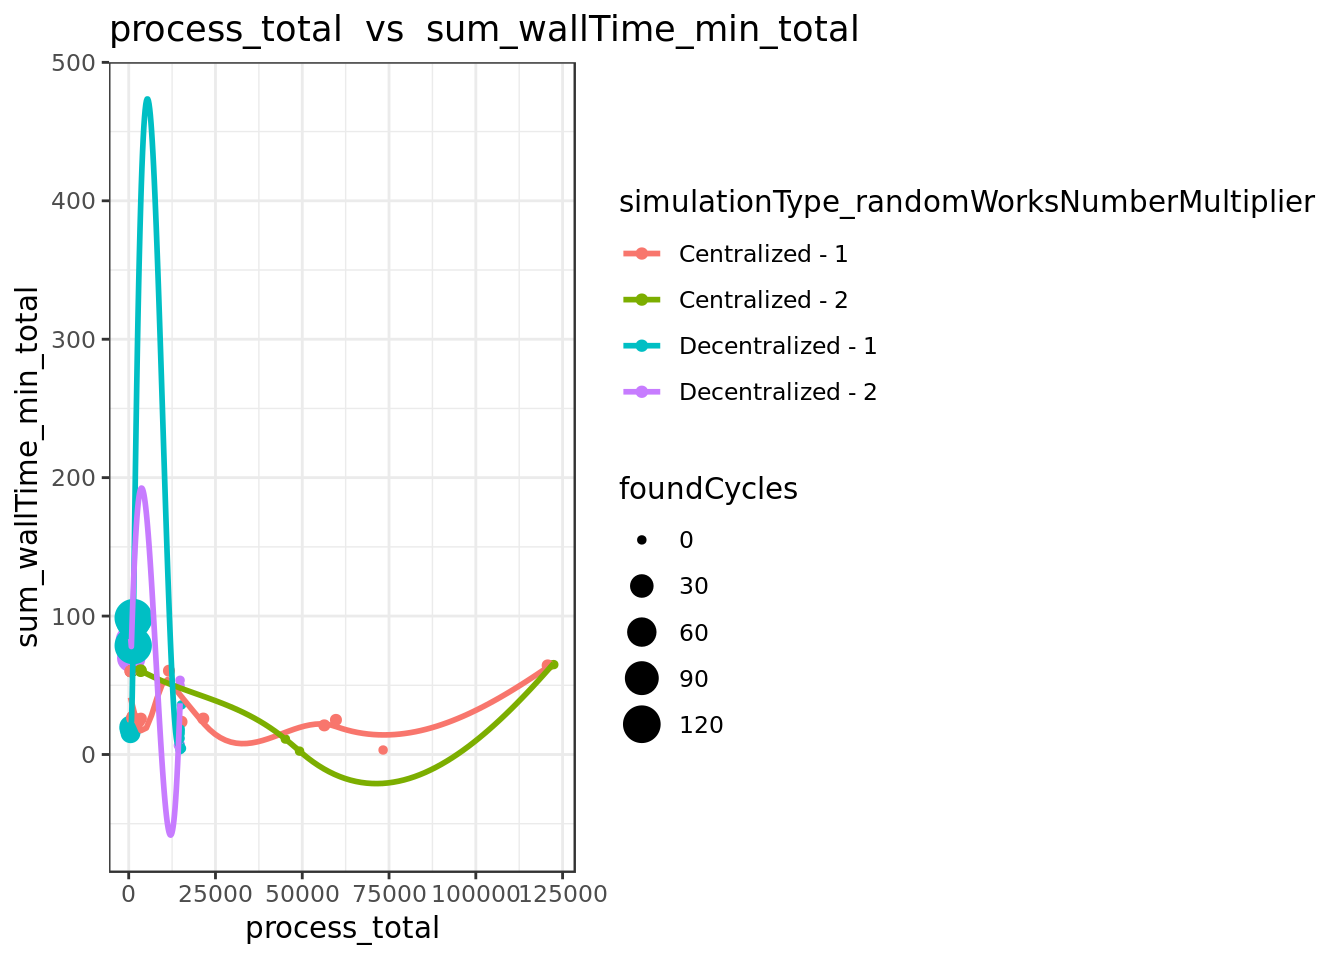 process_total vs sum_wallTime_min_total
500
400
300
200
100
0
sum_wallTime_min_total
0 25000 50000 75000 100000 125000
process_total
simulationType_randomWorksNumberMultiplier
Centralized - 1
Centralized - 2
Decentralized - 1
Decentralized - 2
foundCycles
0
30
60
90
120